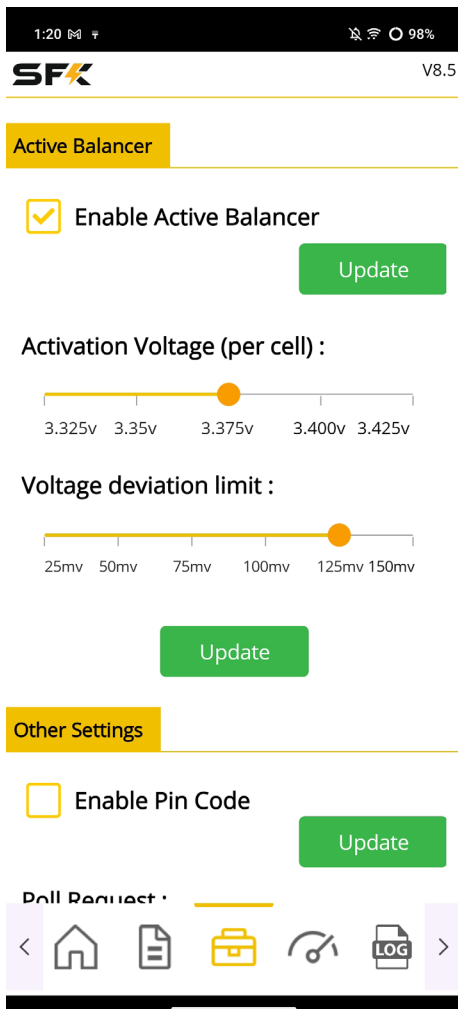 1:20 98%
SFK V8.5
Active Balancer
Enable Active Balancer
Update
Activation Voltage (per cell) :
3.325v 3.35v 3.375v 3.400v 3.425v
Voltage deviation limit :
25mv 50mv 75mv 100mv 125mv 150mv
Update
Other Settings
Enable Pin Code
Update
Poll Request :
LOG